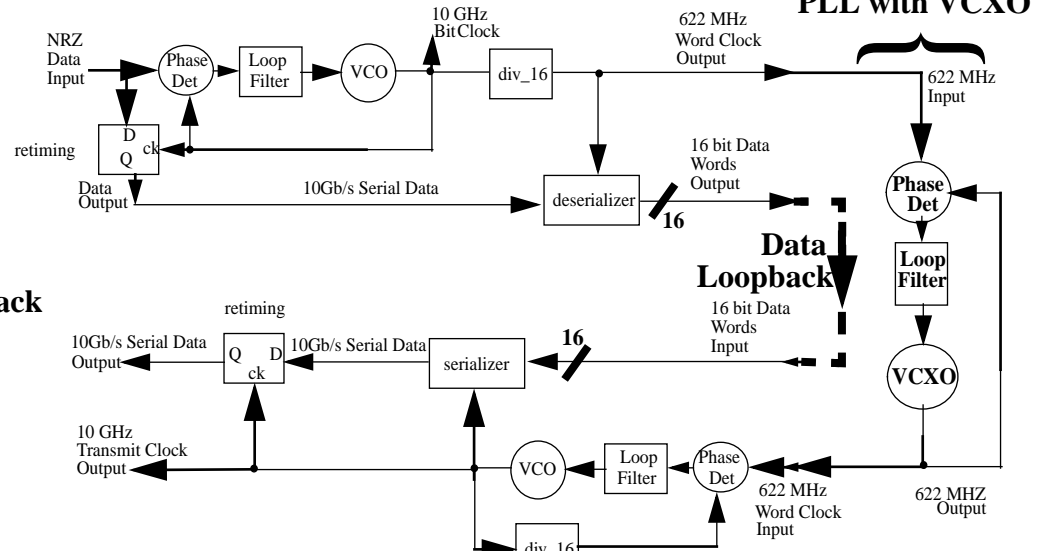 PLL with VCXO
10 GHz
BitClock
622 MHz
Word Clock
Output
NRZ
Data
Input
Phase
Det
Loop
Filter
VCO
div_16
622 MHz
Input
retiming
D
Q
ck
Data
Output
10Gb/s Serial Data
deserializer
16
16 bit Data
Words
Output
Phase
Det
Data
Loopback
Loop
Filter
ack
retiming
16 bit Data
Words
Input
10Gb/s Serial Data
Output
Q
D
ck
10Gb/s Serial Data
serializer
16
VCXO
10 GHz
Transmit Clock
Output
VCO
Loop
Filter
Phase
Det
622 MHz
Word Clock
Input
622 MHZ
Output
div_16